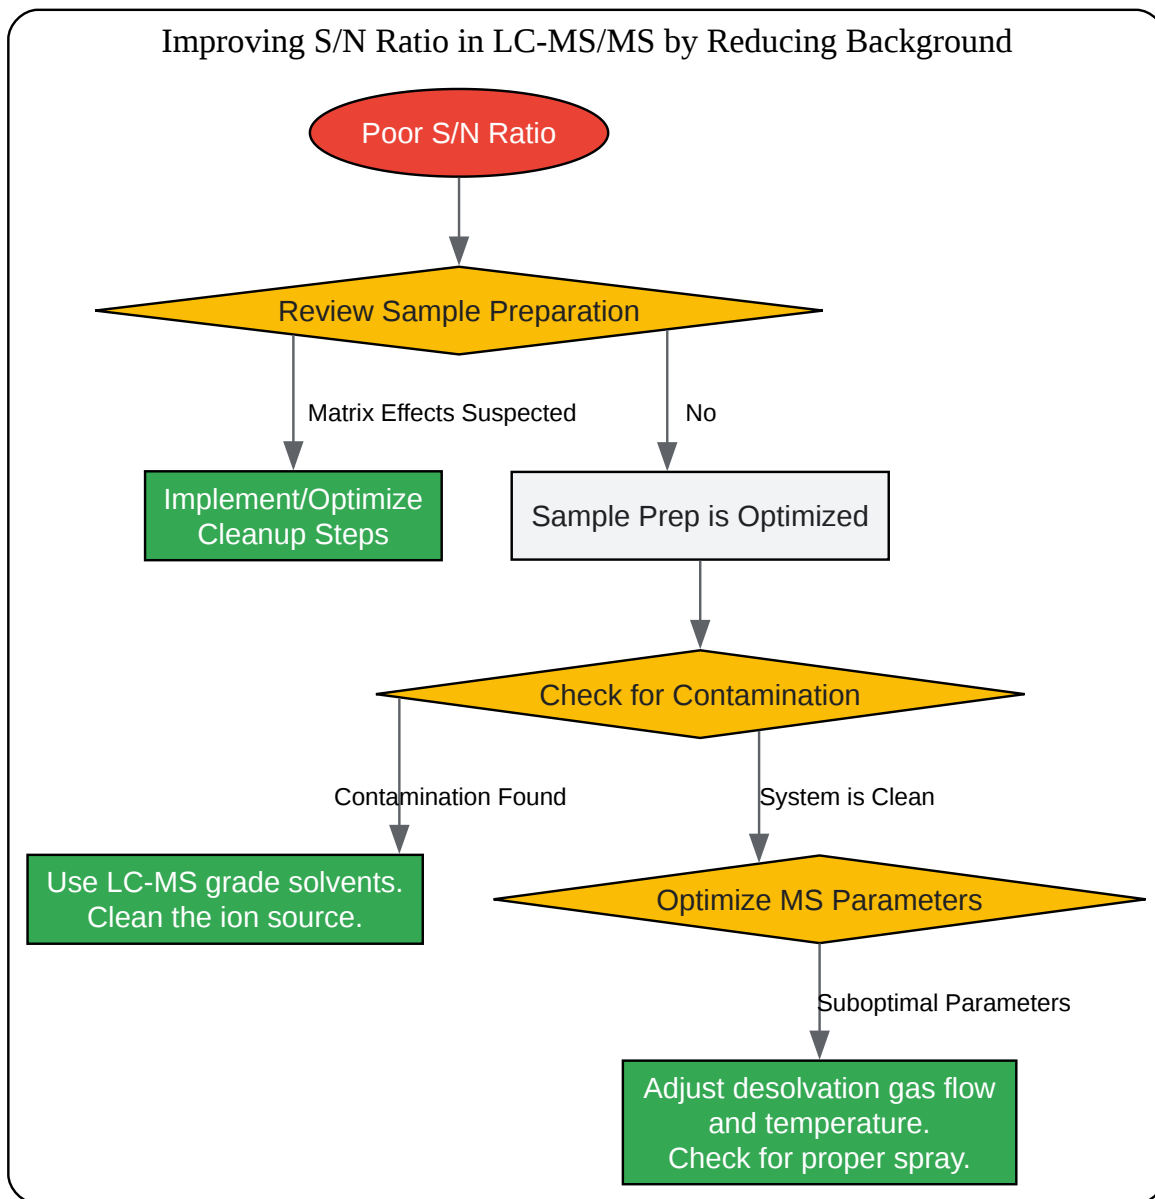 Improving S/N Ratio in LC-MS/MS by Reducing Background
Poor S/N Ratio
Review Sample Preparation
Matrix Effects Suspected
No
Implement/Optimize
Cleanup Steps
Sample Prep is Optimized
Check for Contamination
Contamination Found
System is Clean
Use LC-MS grade solvents.
Clean the ion source.
Optimize MS Parameters
Suboptimal Parameters
Adjust desolvation gas flow
and temperature.
Check for proper spray.